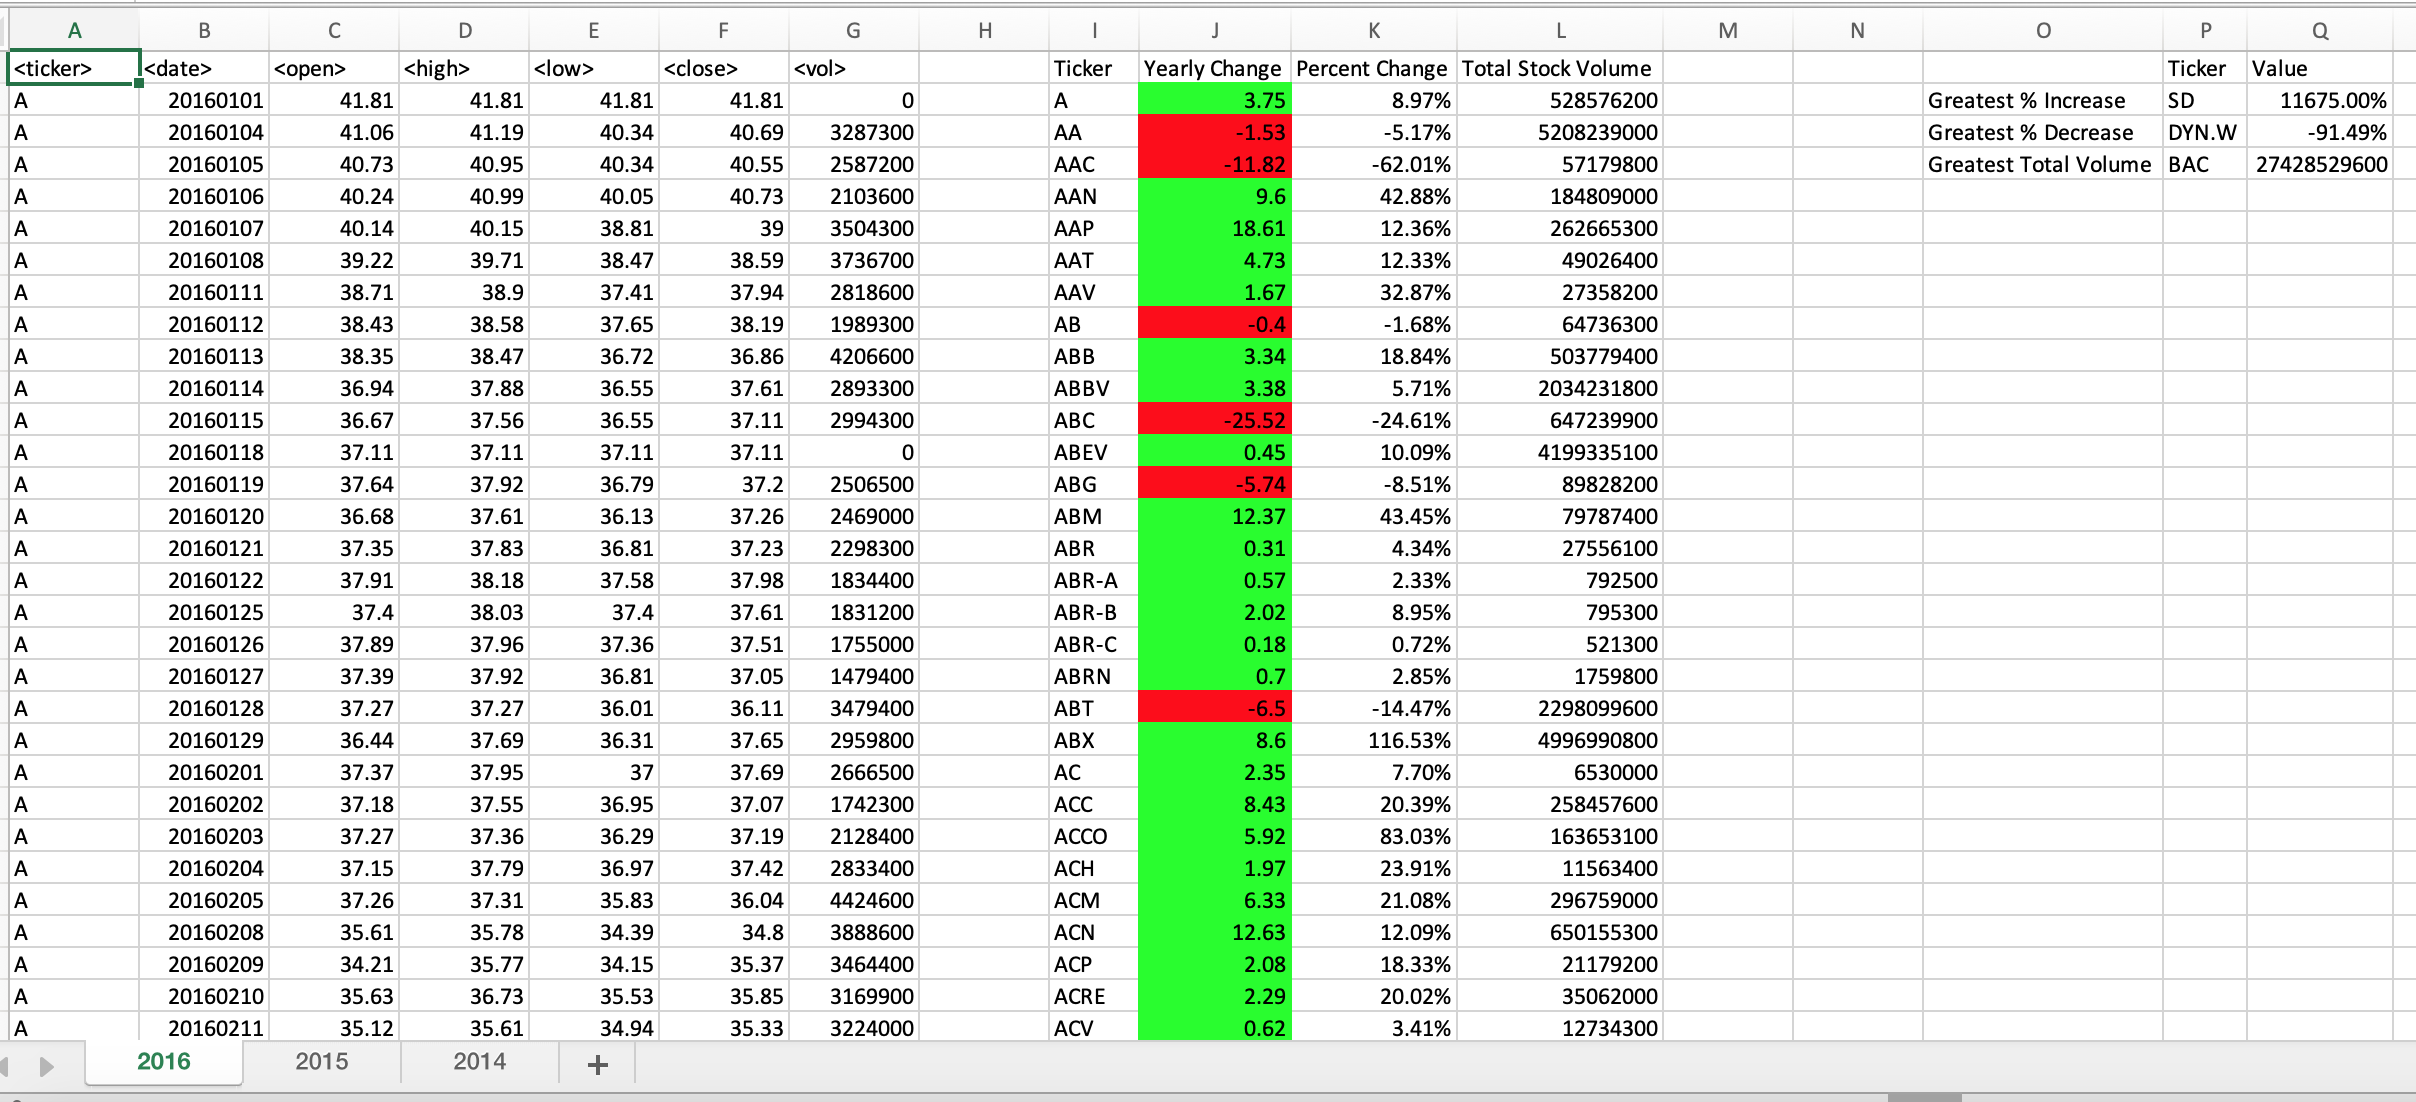 A B C D E F G H I J K L M N O P Q
<ticker> <date> <open> <high> <low> <close> <vol> Ticker Yearly Change Percent Change Total Stock Volume Ticker Value
A 20160101 41.81 41.81 41.81 41.81 0 A 3.75 8.97% 528576200 Greatest % Increase SD 11675.00%
A 20160104 41.06 41.19 40.34 40.69 3287300 AA -1.53 -5.17% 5208239000 Greatest % Decrease DYN.W -91.49%
A 20160105 40.73 40.95 40.34 40.55 2587200 AAC -11.82 -62.01% 57179800 Greatest Total Volume BAC 27428529600
A 20160106 40.24 40.99 40.05 40.73 2103600 AAN 9.6 42.88% 184809000
A 20160107 40.14 40.15 38.81 39 3504300 AAP 18.61 12.36% 262665300
A 20160108 39.22 39.71 38.47 38.59 3736700 AAT 4.73 12.33% 49026400
A 20160111 38.71 38.9 37.41 37.94 2818600 AAV 1.67 32.87% 27358200
A 20160112 38.43 38.58 37.65 38.19 1989300 AB -0.4 -1.68% 64736300
A 20160113 38.35 38.47 36.72 36.86 4206600 ABB 3.34 18.84% 503779400
A 20160114 36.94 37.88 36.55 37.61 2893300 ABBV 3.38 5.71% 2034231800
A 20160115 36.67 37.56 36.55 37.11 2994300 ABC -25.52 -24.61% 647239900
A 20160118 37.11 37.11 37.11 37.11 0 ABEV 0.45 10.09% 4199335100
A 20160119 37.64 37.92 36.79 37.2 2506500 ABG -5.74 -8.51% 89828200
A 20160120 36.68 37.61 36.13 37.26 2469000 ABM 12.37 43.45% 79787400
A 20160121 37.35 37.83 36.81 37.23 2298300 ABR 0.31 4.34% 27556100
A 20160122 37.91 38.18 37.58 37.98 1834400 ABR-A 0.57 2.33% 792500
A 20160125 37.4 38.03 37.4 37.61 1831200 ABR-B 2.02 8.95% 795300
A 20160126 37.89 37.96 37.36 37.51 1755000 ABR-C 0.18 0.72% 521300
A 20160127 37.39 37.92 36.81 37.05 1479400 ABRN 0.7 2.85% 1759800
A 20160128 37.27 37.27 36.01 36.11 3479400 ABT -6.5 -14.47% 2298099600
A 20160129 36.44 37.69 36.31 37.65 2959800 ABX 8.6 116.53% 4996990800
A 20160201 37.37 37.95 37 37.69 2666500 AC 2.35 7.70% 6530000
A 20160202 37.18 37.55 36.95 37.07 1742300 ACC 8.43 20.39% 258457600
A 20160203 37.27 37.36 36.29 37.19 2128400 ACCO 5.92 83.03% 163653100
A 20160204 37.15 37.79 36.97 37.42 2833400 ACH 1.97 23.91% 11563400
A 20160205 37.26 37.31 35.83 36.04 4424600 ACM 6.33 21.08% 296759000
A 20160208 35.61 35.78 34.39 34.8 3888600 ACN 12.63 12.09% 650155300
A 20160209 34.21 35.77 34.15 35.37 3464400 ACP 2.08 18.33% 21179200
A 20160210 35.63 36.73 35.53 35.85 3169900 ACRE 2.29 20.02% 35062000
A 20160211 35.12 35.61 34.94 35.33 3224000 ACV 0.62 3.41% 12734300
2016 2015 2014 +